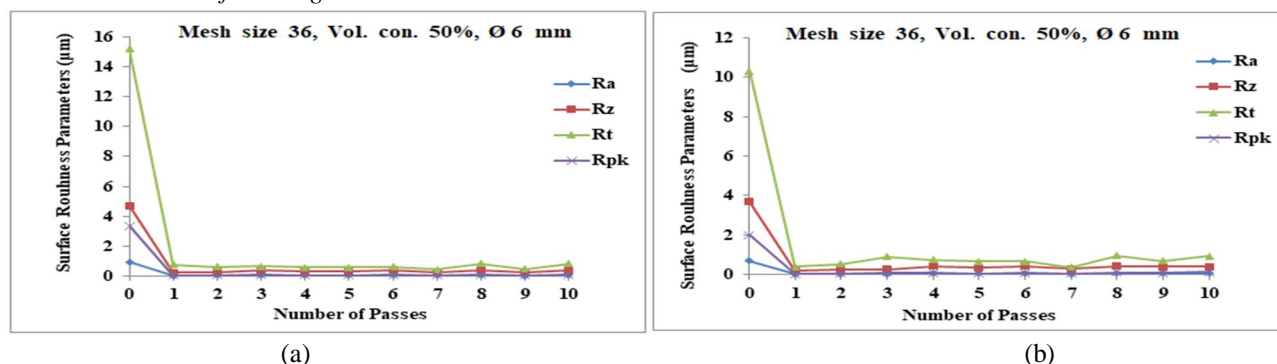 Mesh size 36, Vol. con. 50%, Ø 6 mm
Surface Rouhness Parameters (µm)
16
14
12
10
8
6
4
2
0
0 1 2 3 4 5 6 7 8 9 10
Number of Passes
Ra
Rz
Rt
Rpk
(a)
Mesh size 36, Vol. con. 50%, Ø 6 mm
Surface Rouhness Parameters (µm)
12
10
8
6
4
2
0
0 1 2 3 4 5 6 7 8 9 10
Number of Passes
Ra
Rz
Rt
Rpk
(b)